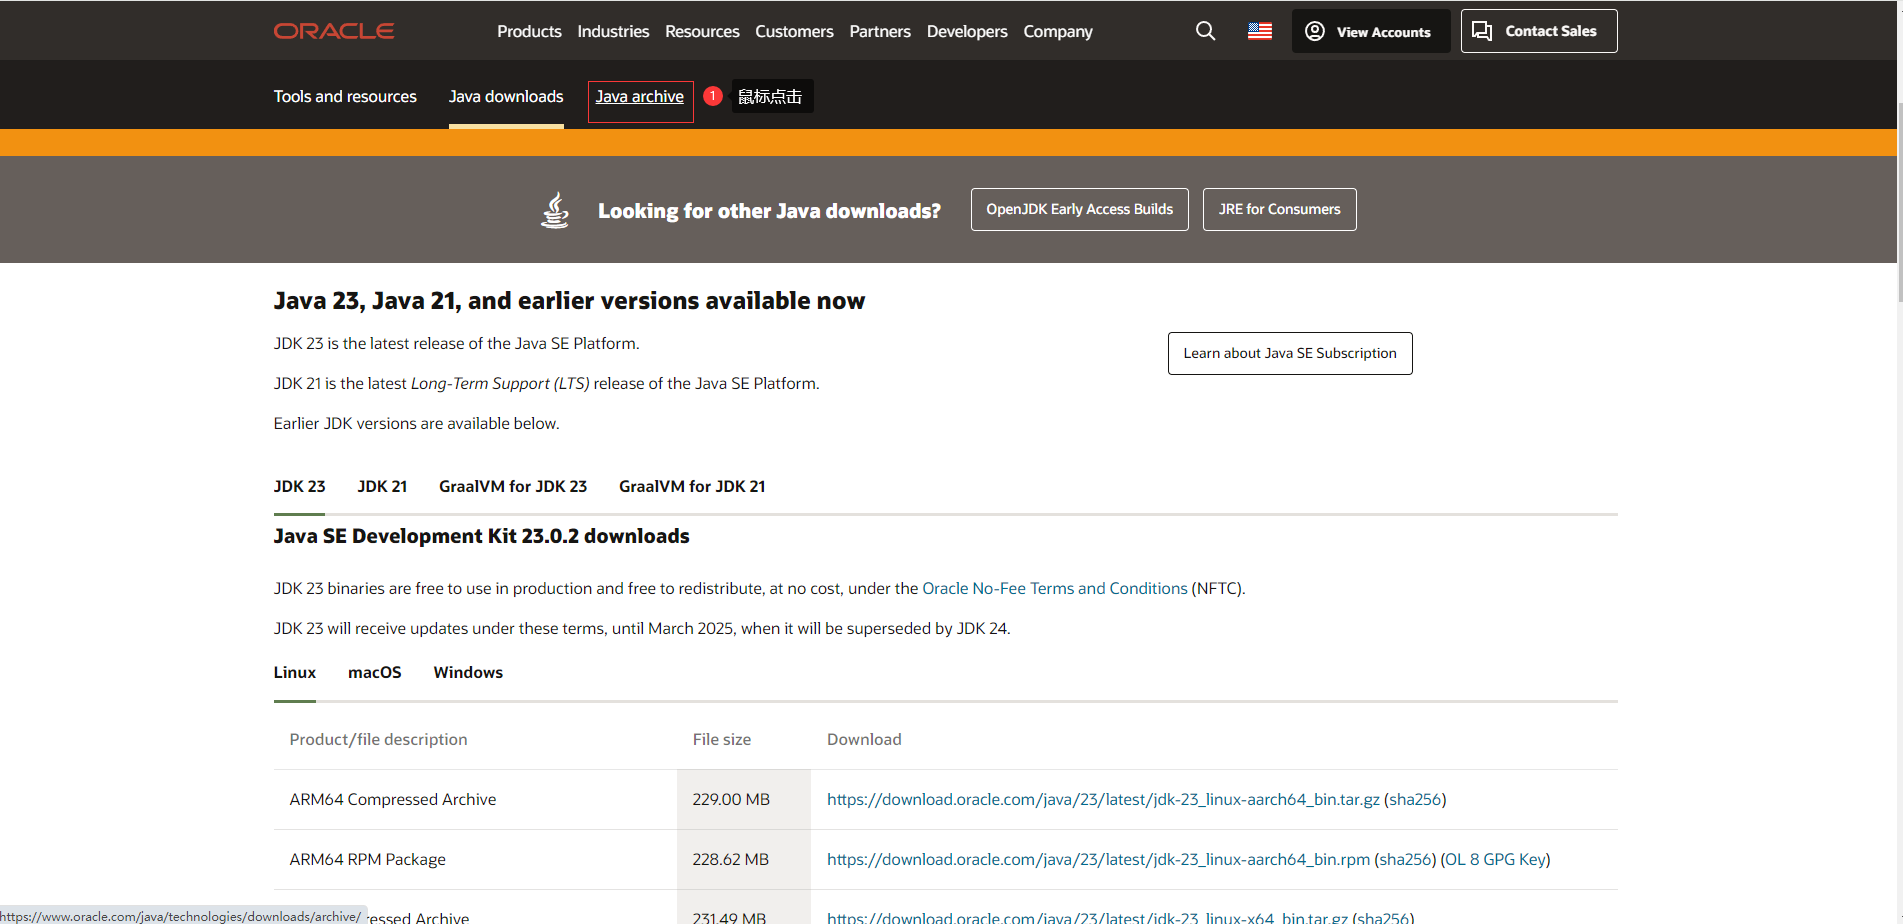 ORACLE Products Industries Resources Customers Partners Developers Company View Accounts Contact Sales
Tools and resources Java downloads Java archive 1 鼠标点击
Looking for other Java downloads? OpenJDK Early Access Builds JRE for Consumers
Java 23, Java 21, and earlier versions available now
JDK 23 is the latest release of the Java SE Platform.
Learn about Java SE Subscription
JDK 21 is the latest Long-Term Support (LTS) release of the Java SE Platform.
Earlier JDK versions are available below.
JDK 23 JDK 21 GraalVM for JDK 23 GraalVM for JDK 21
Java SE Development Kit 23.0.2 downloads
JDK 23 binaries are free to use in production and free to redistribute, at no cost, under the Oracle No-Fee Terms and Conditions (NFTC).
JDK 23 will receive updates under these terms, until March 2025, when it will be superseded by JDK 24.
Linux macOS Windows
Product/file description File size Download
ARM64 Compressed Archive 229.00 MB https://download.oracle.com/java/23/latest/jdk-23_linux-aarch64_bin.tar.gz (sha256)
ARM64 RPM Package 228.62 MB https://download.oracle.com/java/23/latest/jdk-23_linux-aarch64_bin.rpm (sha256) (OL 8 GPG Key)
https://www.oracle.com/java/technologies/downloads/archive/ ressed Archive 231.49 MB https://download.oracle.com/java/23/latest/jdk-23_linux-x64_bin.tar.gz (sha256)